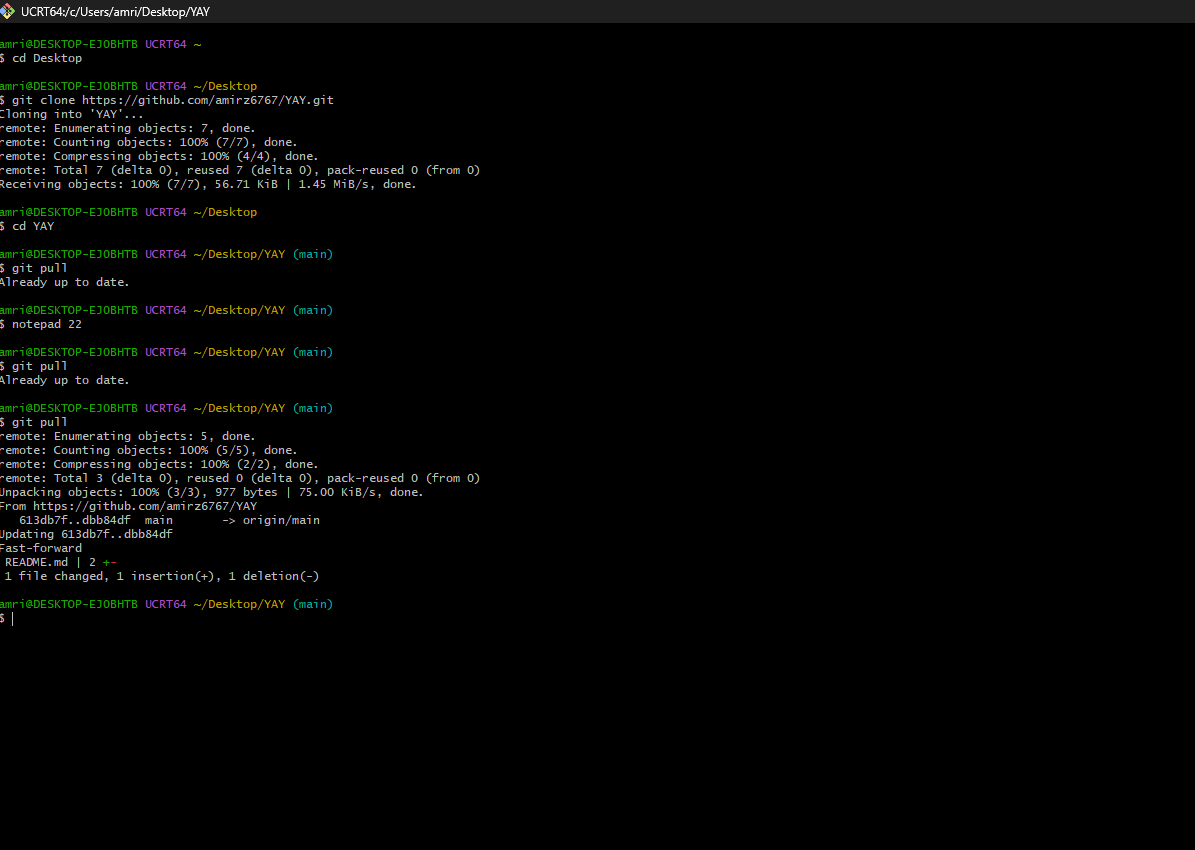 UCRT64:/c/Users/amri/Desktop/YAY
amri@DESKTOP-EJOBHTB UCRT64 ~
$ cd Desktop
amri@DESKTOP-EJOBHTB UCRT64 ~/Desktop
$ git clone https://github.com/amirz6767/YAY.git
Cloning into 'YAY'...
remote: Enumerating objects: 7, done.
remote: Counting objects: 100% (7/7), done.
remote: Compressing objects: 100% (4/4), done.
remote: Total 7 (delta 0), reused 7 (delta 0), pack-reused 0 (from 0)
Receiving objects: 100% (7/7), 56.71 KiB | 1.45 MiB/s, done.
amri@DESKTOP-EJOBHTB UCRT64 ~/Desktop
$ cd YAY
amri@DESKTOP-EJOBHTB UCRT64 ~/Desktop/YAY (main)
$ git pull
Already up to date.
amri@DESKTOP-EJOBHTB UCRT64 ~/Desktop/YAY (main)
$ notepad 22
amri@DESKTOP-EJOBHTB UCRT64 ~/Desktop/YAY (main)
$ git pull
Already up to date.
amri@DESKTOP-EJOBHTB UCRT64 ~/Desktop/YAY (main)
$ git pull
remote: Enumerating objects: 5, done.
remote: Counting objects: 100% (5/5), done.
remote: Compressing objects: 100% (2/2), done.
remote: Total 3 (delta 0), reused 0 (delta 0), pack-reused 0 (from 0)
Unpacking objects: 100% (3/3), 977 bytes | 75.00 KiB/s, done.
From https://github.com/amirz6767/YAY
613db7f..dbb84df main -> origin/main
Updating 613db7f..dbb84df
Fast-forward
README.md | 2 +-
1 file changed, 1 insertion(+), 1 deletion(-)
amri@DESKTOP-EJOBHTB UCRT64 ~/Desktop/YAY (main)
$